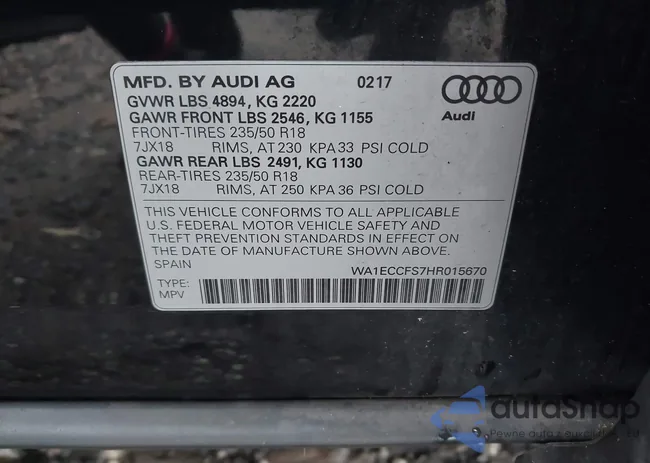 MFD. BY AUDI AG 0217
GVWR LBS 4894, KG 2220
GAWR FRONT LBS 2546, KG 1155
FRONT-TIRES 235/50 R18
7JX18 RIMS, AT 230 KPA 33 PSI COLD
GAWR REAR LBS 2491, KG 1130
REAR-TIRES 235/50 R18
7JX18 RIMS, AT 250 KPA 36 PSI COLD
Audi
THIS VEHICLE CONFORMS TO ALL APPLICABLE
U.S. FEDERAL MOTOR VEHICLE SAFETY AND
THEFT PREVENTION STANDARDS IN EFFECT ON
THE DATE OF MANUFACTURE SHOWN ABOVE.
SPAIN WA1ECCFS7HR015670
TYPE:
MPV
autoSnap
Pewne auto z aukcji